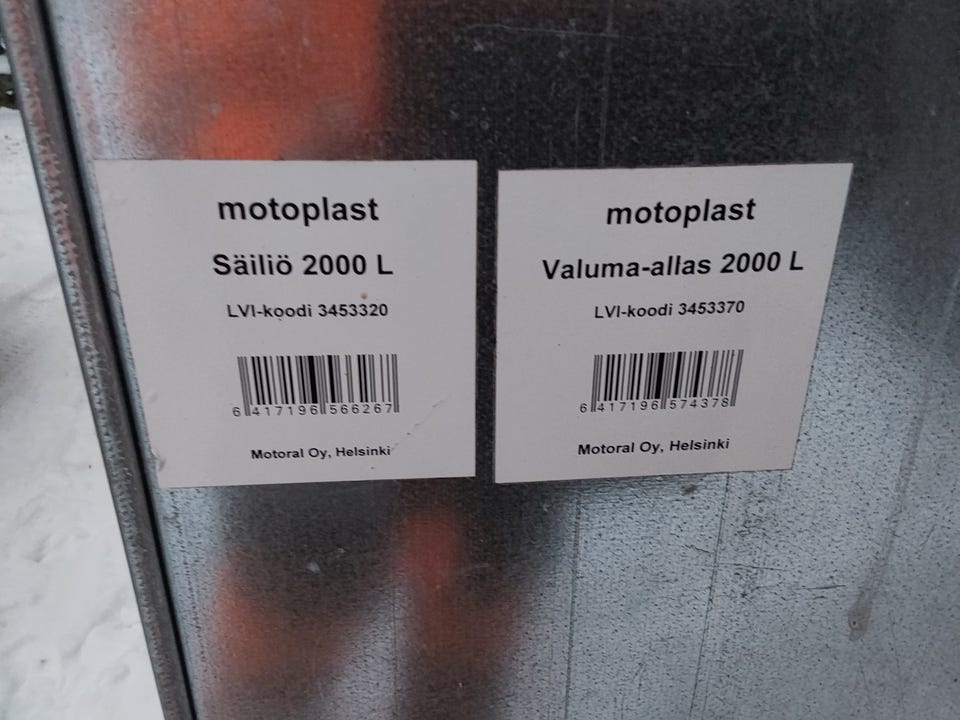 motoplast
Säiliö 2000 L
LVI-koodi 3453320
6 417196 566267
Motoral Oy, Helsinki
motoplast
Valuma-allas 2000 L
LVI-koodi 3453370
6 417196 574378
Motoral Oy, Helsinki